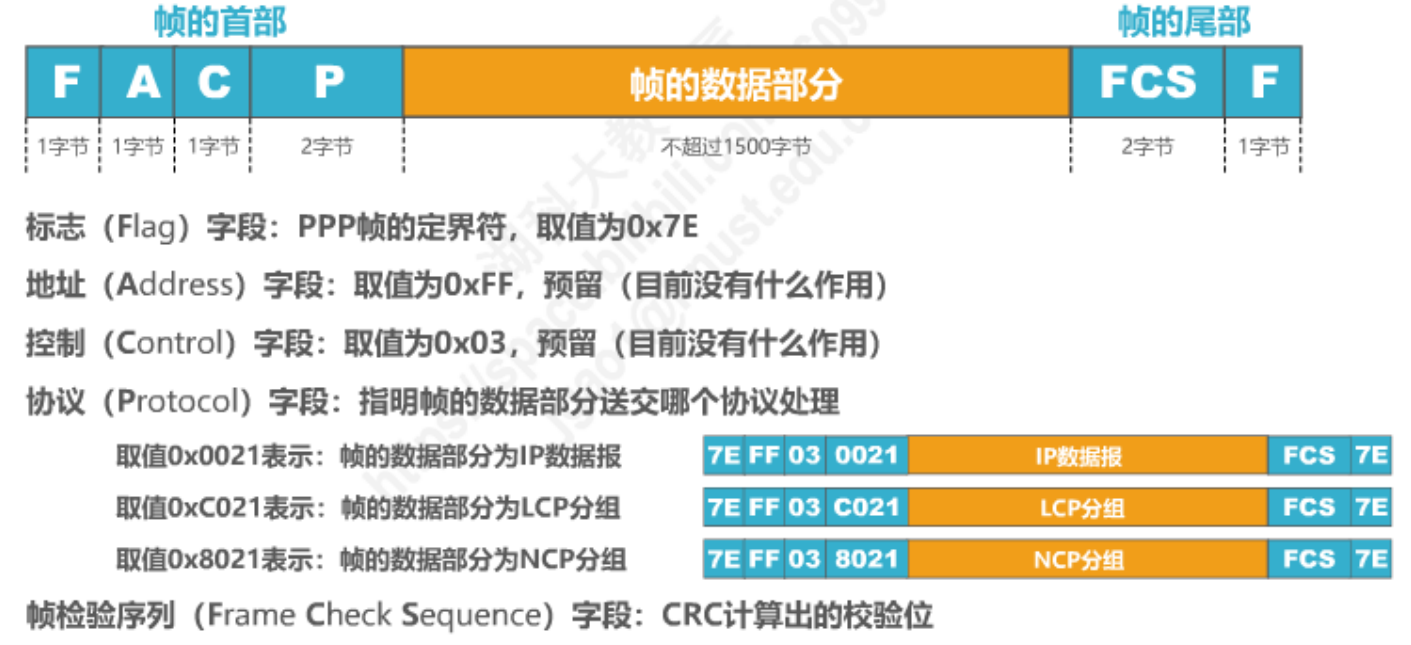 帧的首部 帧的尾部
F A C P 帧的数据部分 FCS F
1字节 1字节 1字节 2字节 不超过1500字节 2字节 1字节
标志（Flag）字段：PPP帧的定界符，取值为0x7E
地址（Address）字段：取值为0xFF，预留（目前没有什么作用）
控制（Control）字段：取值为0x03，预留（目前没有什么作用）
协议（Protocol）字段：指明帧的数据部分送交哪个协议处理
取值0x0021表示：帧的数据部分为IP数据报 7E FF 03 0021 IP数据报 FCS 7E
取值0xC021表示：帧的数据部分为LCP分组 7E FF 03 C021 LCP分组 FCS 7E
取值0x8021表示：帧的数据部分为NCP分组 7E FF 03 8021 NCP分组 FCS 7E
帧检验序列（Frame Check Sequence）字段：CRC计算出的校验位